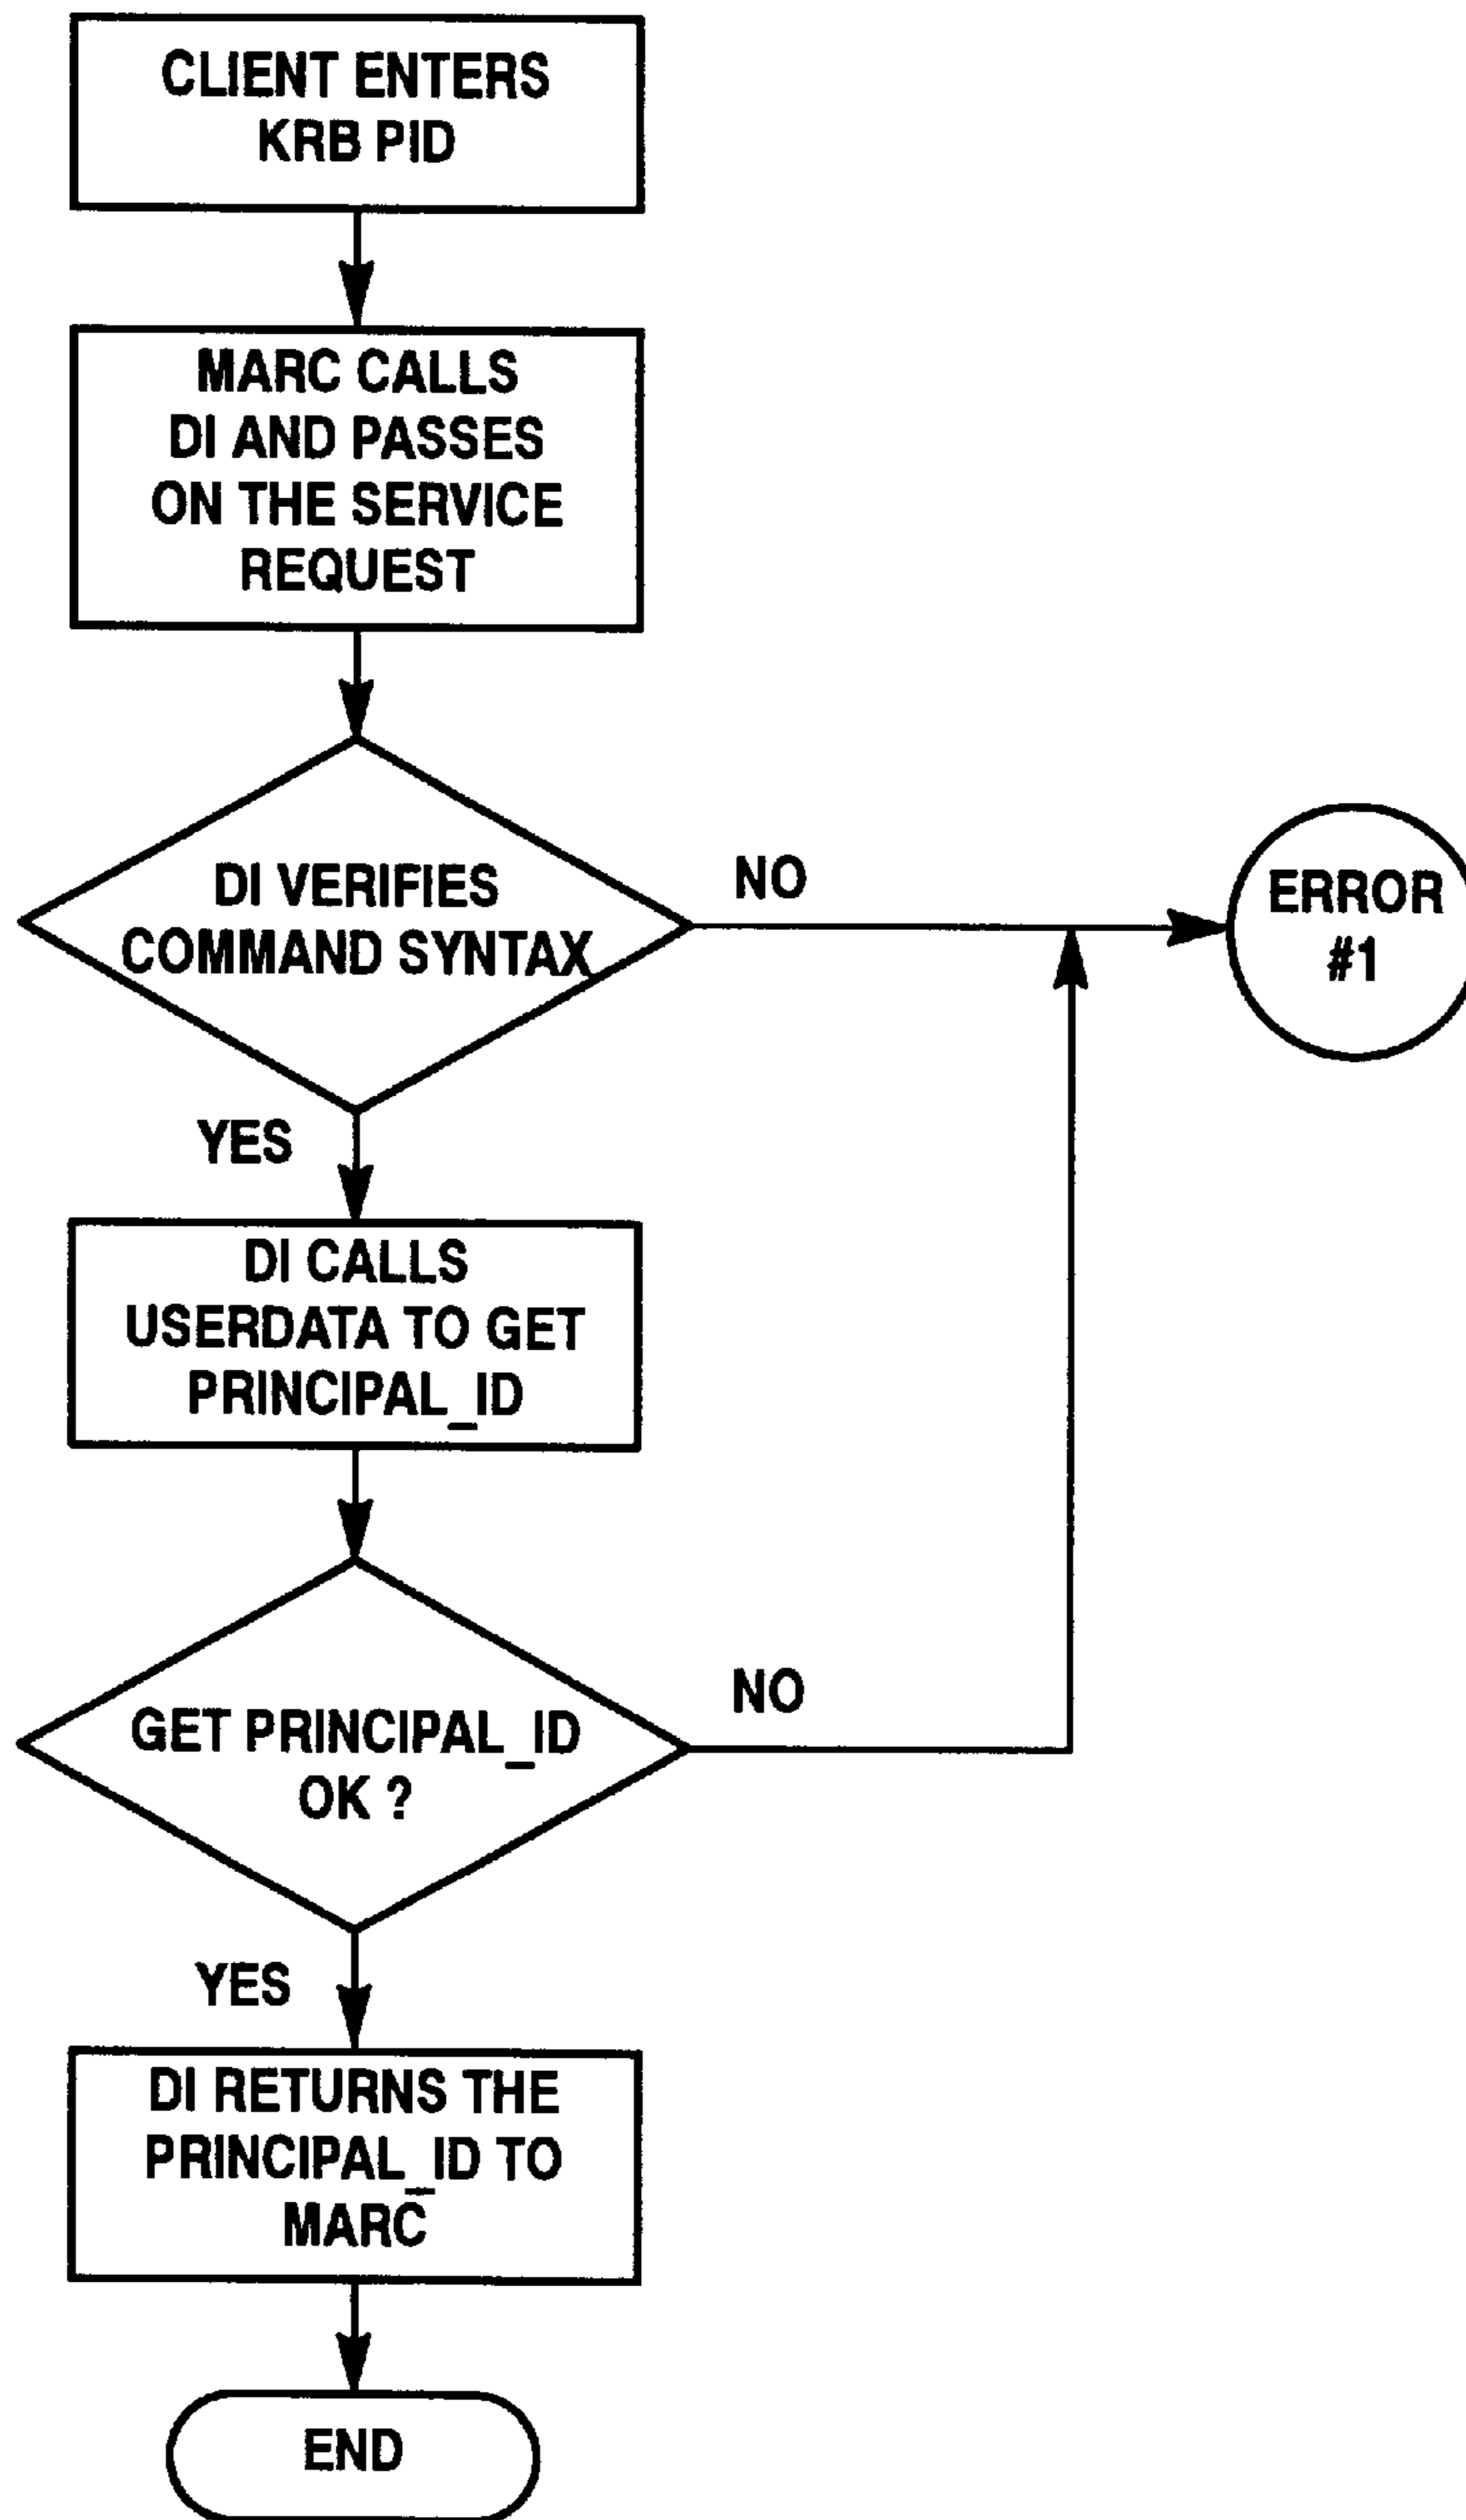 CLIENT ENTERS
KRB PID
MARC CALLS
DI AND PASSES
ON THE SERVICE
REQUEST
DI VERIFIES
COMMAND SYNTAX
NO
ERROR
#1
YES
DI CALLS
USERDATA TO GET
PRINCIPAL_ID
GET PRINCIPAL_ID
OK ?
NO
YES
DI RETURNS THE
PRINCIPAL_ID TO
MARC
END